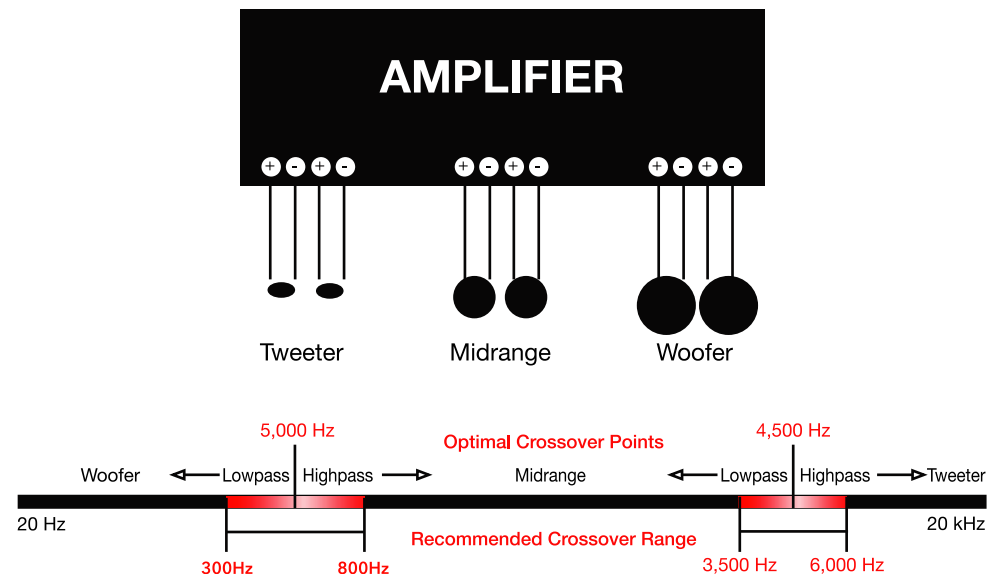 AMPLIFIER
+ - + - + - + - + - + -
Tweeter Midrange Woofer
5,000 Hz Optimal Crossover Points 4,500 Hz
Woofer Lowpass Highpass Midrange Lowpass Highpass Tweeter
20 Hz 20 kHz
Recommended Crossover Range
300Hz 800Hz 3,500 Hz 6,000 Hz